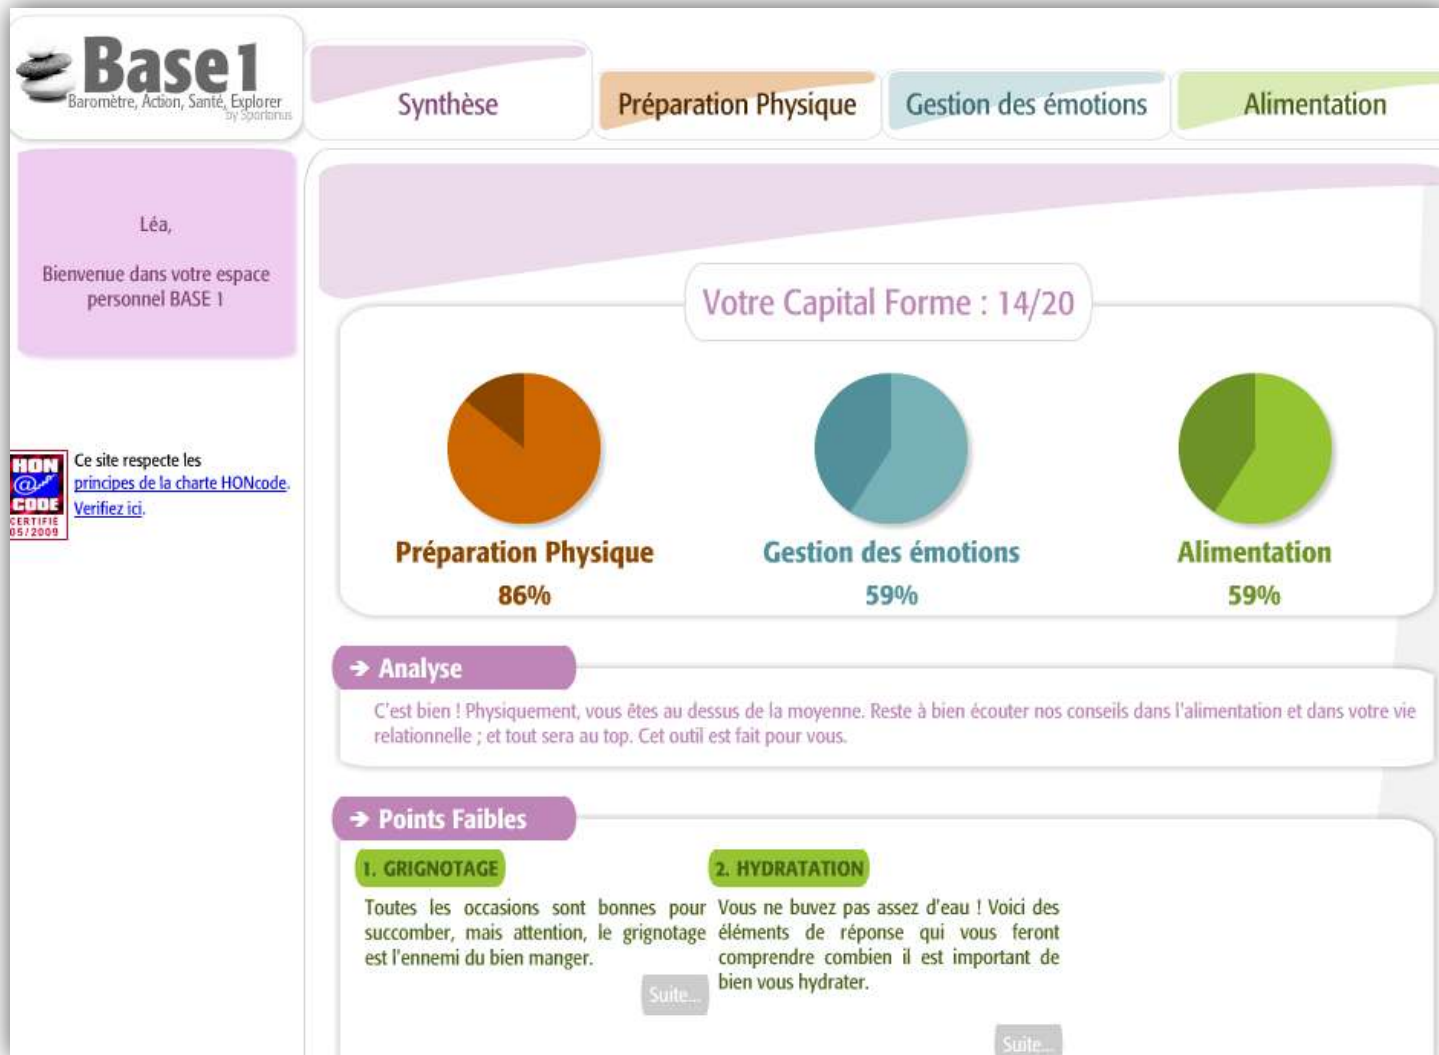 Base1
Baromètre, Action, Santé, Explorer
by Sportorius
Synthèse
Préparation Physique
Gestion des émotions
Alimentation
Léa,
Bienvenue dans votre espace
personnel BASE 1
HON
@
CODE
CERTIFIE
05/2009
Ce site respecte les
principes de la charte HONcode.
Verifiez ici.
Votre Capital Forme : 14/20
Préparation Physique
86%
Gestion des émotions
59%
Alimentation
59%
➔ Analyse
C'est bien ! Physiquement, vous êtes au dessus de la moyenne. Reste à bien écouter nos conseils dans l'alimentation et dans votre vie
relationnelle ; et tout sera au top. Cet outil est fait pour vous.
➔ Points Faibles
1. GRIGNOTAGE
Toutes les occasions sont bonnes pour
succomber, mais attention, le grignotage
est l'ennemi du bien manger.
Suite...
2. HYDRATATION
Vous ne buvez pas assez d'eau ! Voici des
éléments de réponse qui vous feront
comprendre combien il est important de
bien vous hydrater.
Suite...